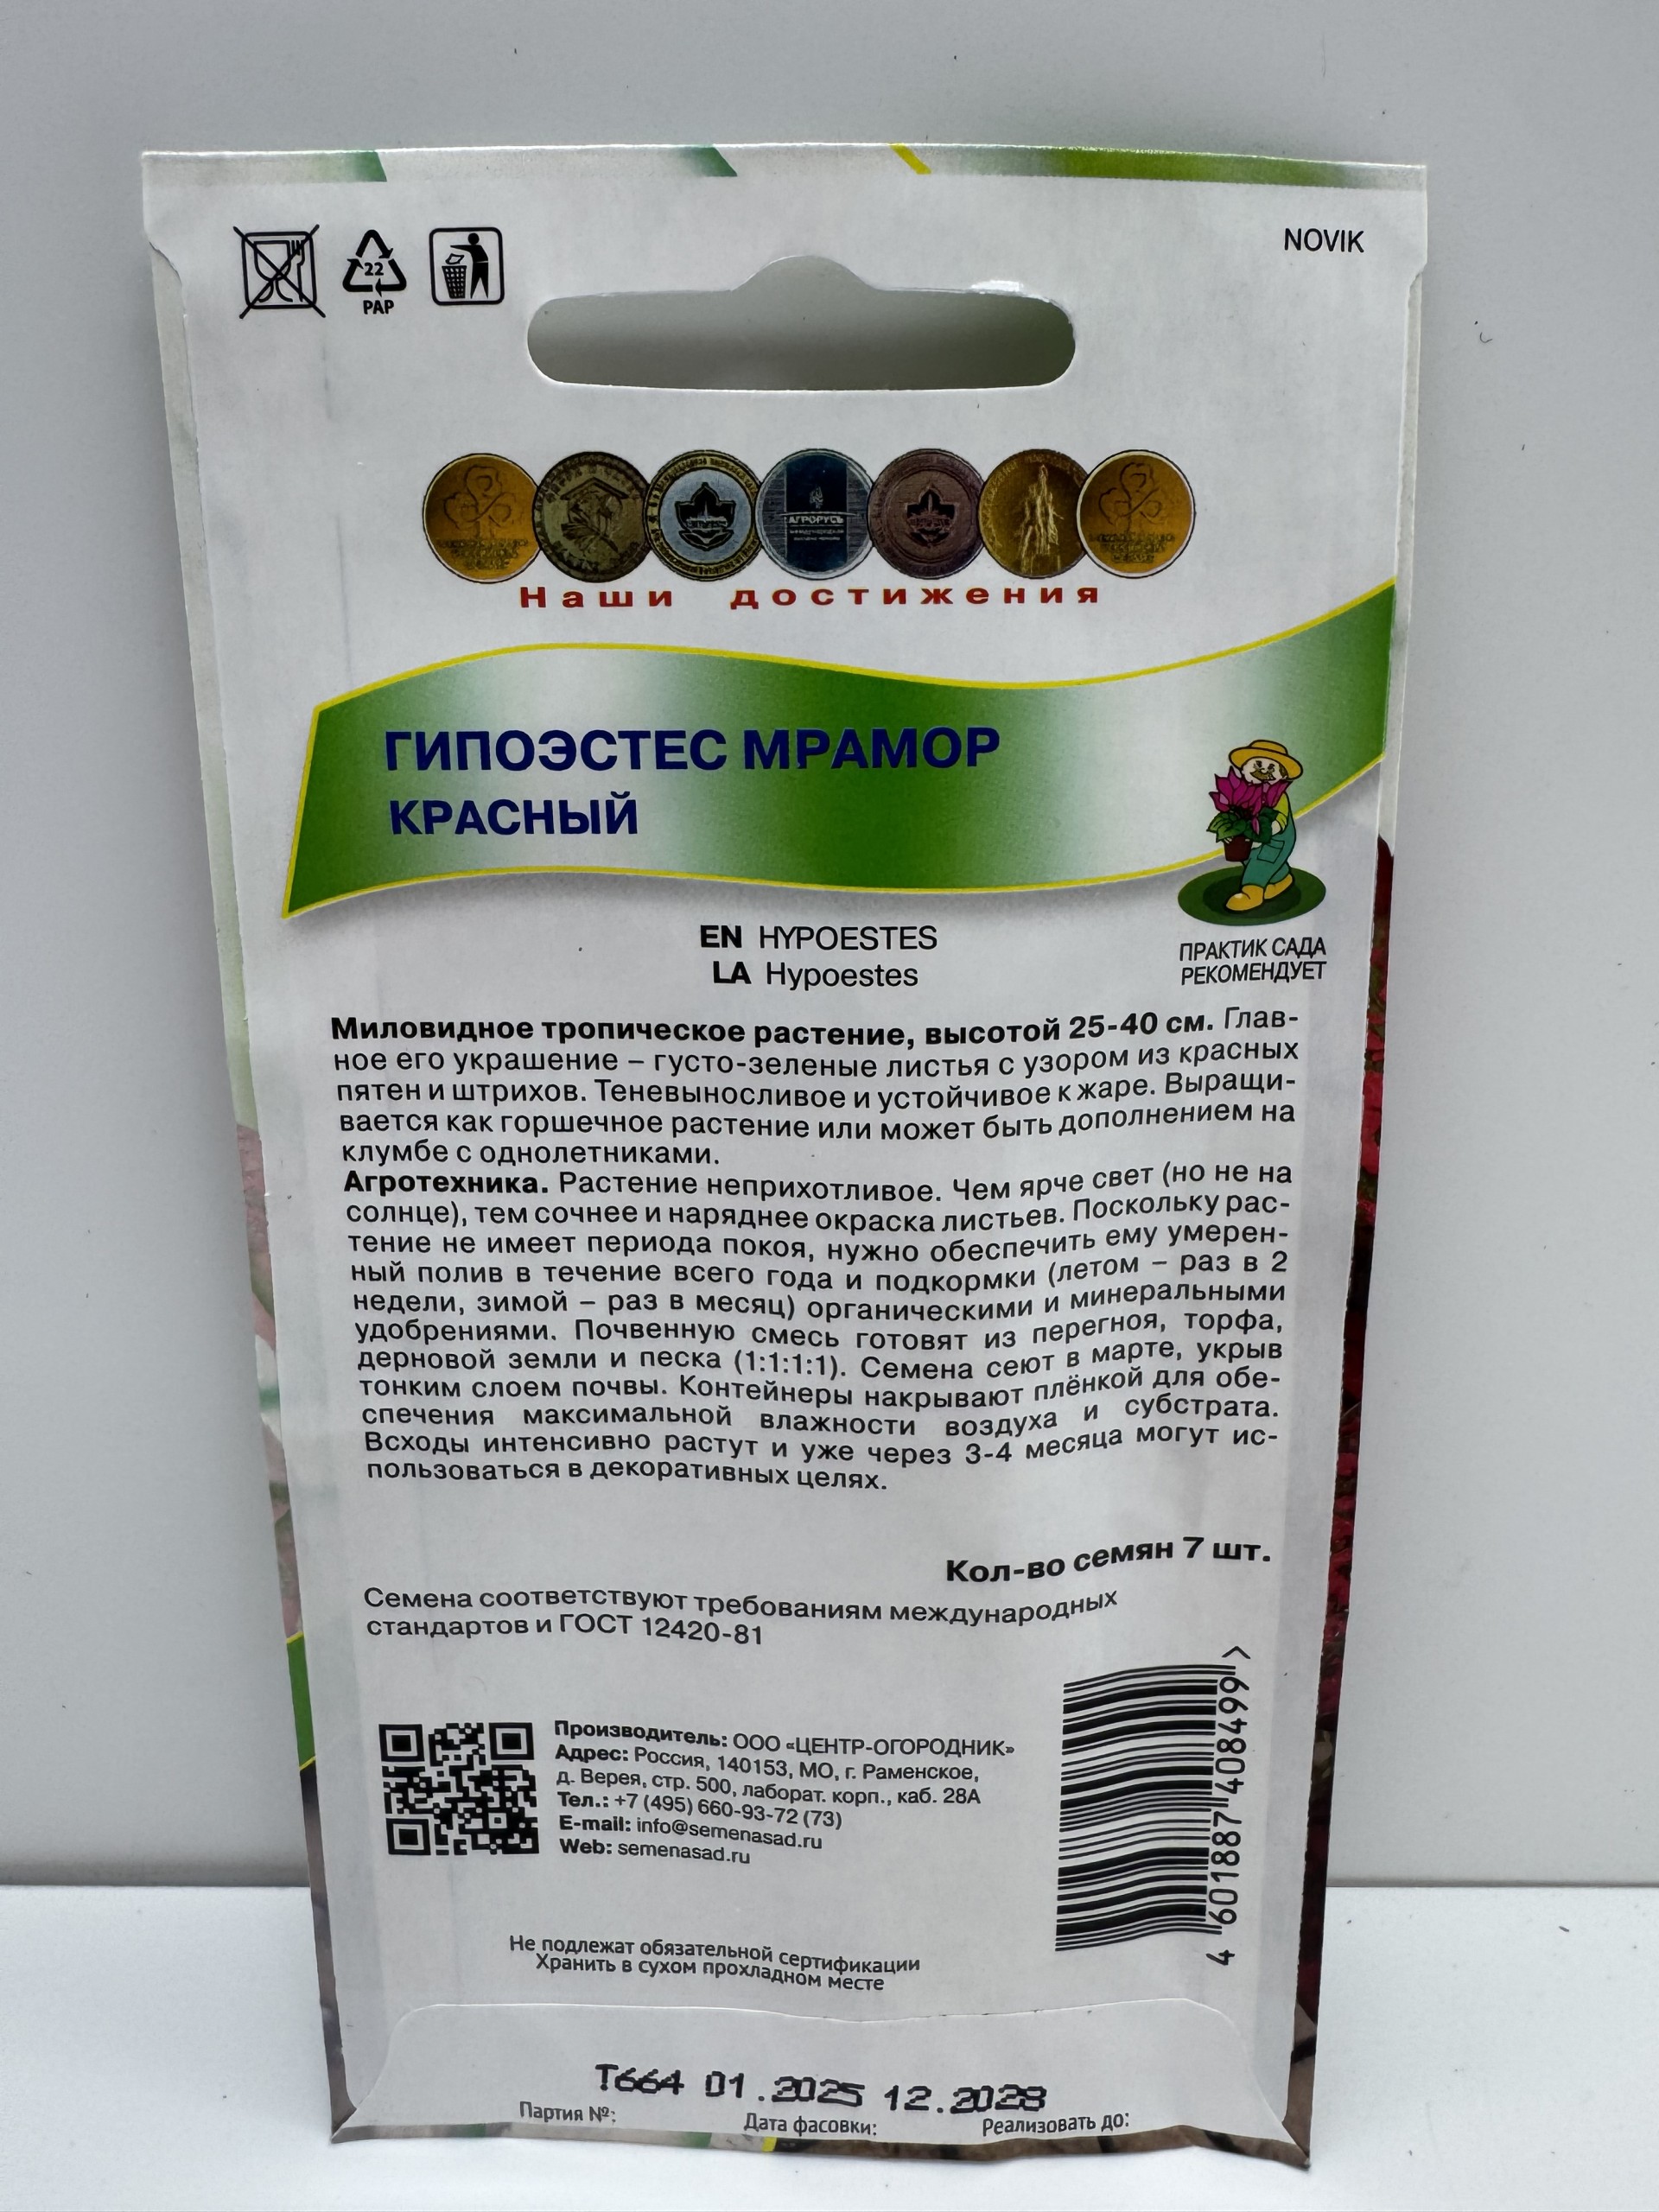 NOVIK
22
PAP
АГРОРУСЬ
Наши достижения
ГИПОЭСТЕС МРАМОР
КРАСНЫЙ
EN HYPOESTES
LA Hypoestes
ПРАКТИК САДА
РЕКОМЕНДУЕТ
Миловидное тропическое растение, высотой 25-40 см. Глав-
ное его украшение – густо-зеленые листья с узором из красных
пятен и штрихов. Теневыносливое и устойчивое к жаре. Выращи-
вается как горшечное растение или может быть дополнением на
клумбе с однолетниками.
Агротехника. Растение неприхотливое. Чем ярче свет (но не на
солнце), тем сочнее и наряднее окраска листьев. Поскольку рас-
тение не имеет периода покоя, нужно обеспечить ему умерен-
ный полив в течение всего года и подкормки (летом – раз в 2
недели, зимой – раз в месяц) органическими и минеральными
удобрениями. Почвенную смесь готовят из перегноя, торфа,
дерновой земли и песка (1:1:1:1). Семена сеют в марте, укрыв
тонким слоем почвы. Контейнеры накрывают плёнкой для обе-
спечения максимальной влажности воздуха и субстрата.
Всходы интенсивно растут и уже через 3-4 месяца могут ис-
пользоваться в декоративных целях.
Кол-во семян 7 шт.
Семена соответствуют требованиям международных
стандартов и ГОСТ 12420-81
Производитель: ООО «ЦЕНТР-ОГОРОДНИК»
Адрес: Россия, 140153, МО, г. Раменское,
д. Верея, стр. 500, лаборат. корп., каб. 28А
Тел.: +7 (495) 660-93-72 (73)
E-mail: info@semenasad.ru
Web: semenasad.ru
4 601887 408499 >
Не подлежат обязательной сертификации
Хранить в сухом прохладном месте
Т664 01.2025 12.2028
Партия №: Дата фасовки: Реализовать до: